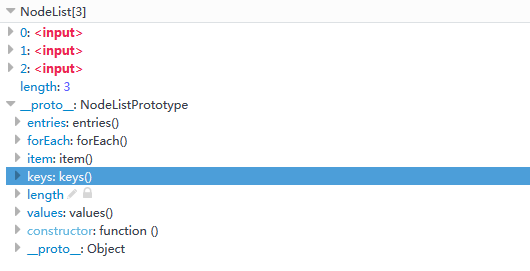 NodeList[3]
0: <input>
1: <input>
2: <input>
length: 3
__proto__: NodeListPrototype
entries: entries()
forEach: forEach()
item: item()
keys: keys()
length
values: values()
constructor: function ()
__proto__: Object